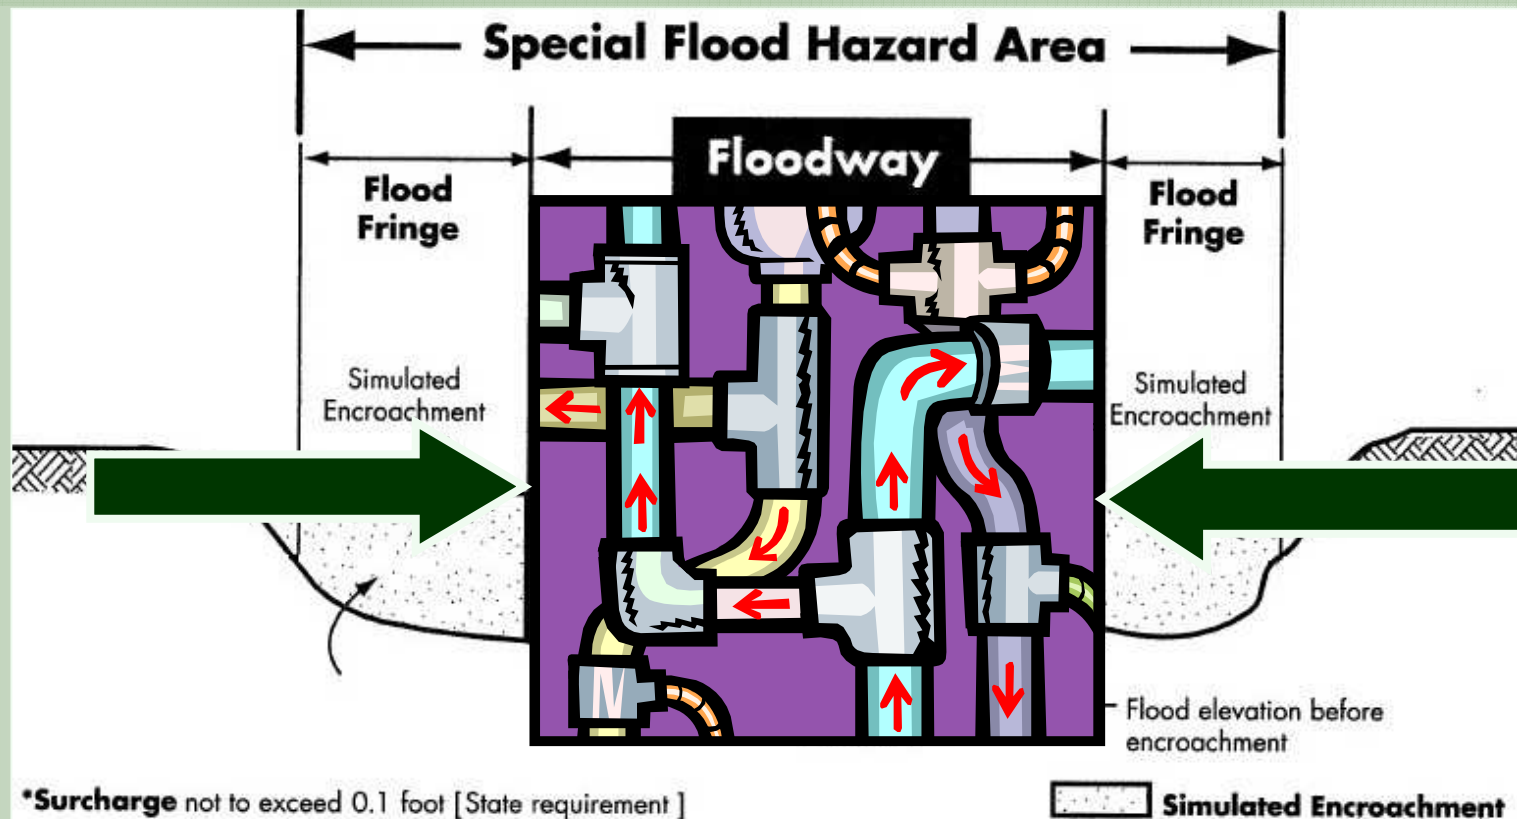 Special Flood Hazard Area
Floodway
Flood
Fringe
Flood
Fringe
Simulated
Encroachment
Simulated
Encroachment
Flood elevation before
encroachment
*Surcharge not to exceed 0.1 foot [State requirement]
Simulated Encroachment